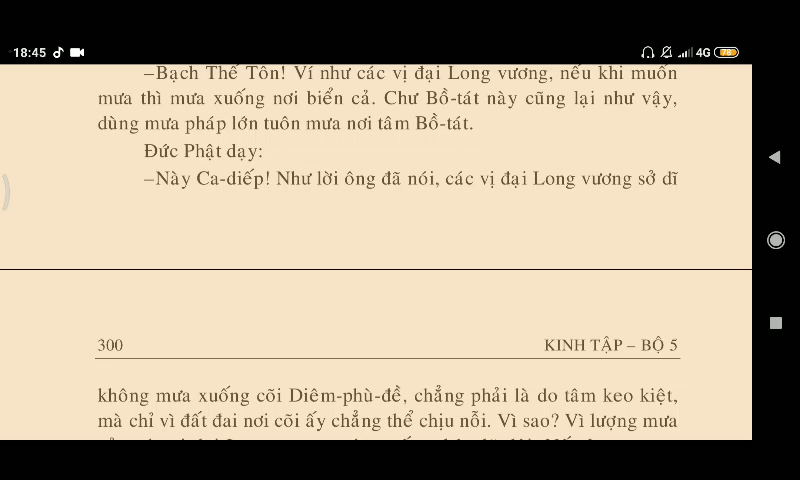 18:45
4G 78
–Bạch Thế Tôn! Ví như các vị đại Long vương, nếu khi muốn
mưa thì mưa xuống nơi biển cả. Chư Bồ-tát này cũng lại như vậy,
dùng mưa pháp lớn tuôn mưa nơi tâm Bồ-tát.
Đức Phật dạy:
–Này Ca-diếp! Như lời ông đã nói, các vị đại Long vương sở dĩ
300 KINH TẬP – BỘ 5
không mưa xuống cõi Diêm-phù-đề, chẳng phải là do tâm keo kiệt,
mà chỉ vì đất đai nơi cõi ấy chẳng thể chịu nỗi. Vì sao? Vì lượng mưa